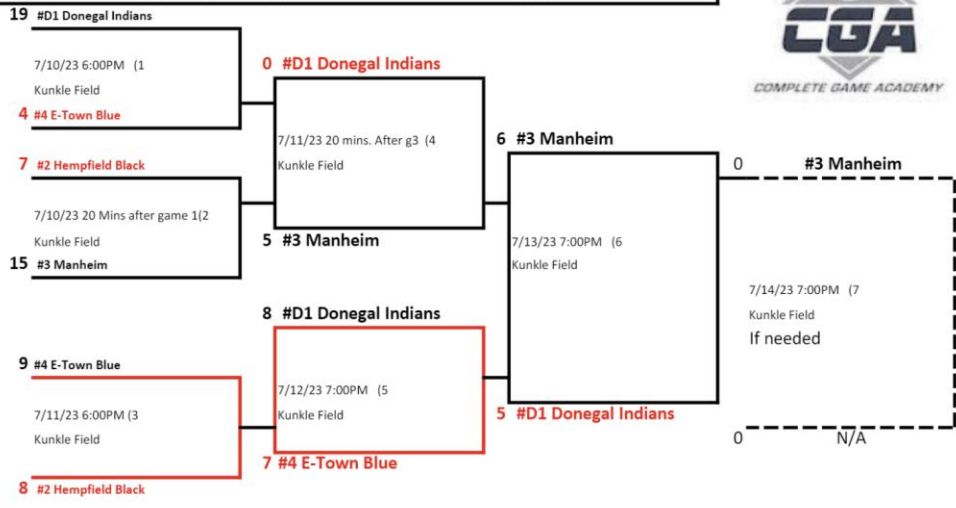 19 #D1 Donegal Indians
7/10/23 6:00PM (1
Kunkle Field
4 #4 E-Town Blue
7 #2 Hempfield Black
7/10/23 20 Mins after game 1(2
Kunkle Field
15 #3 Manheim
9 #4 E-Town Blue
7/11/23 6:00PM (3
Kunkle Field
8 #2 Hempfield Black
0 #D1 Donegal Indians
7/11/23 20 mins. After g3 (4
Kunkle Field
5 #3 Manheim
8 #D1 Donegal Indians
7/12/23 7:00PM (5
Kunkle Field
7 #4 E-Town Blue
6 #3 Manheim
7/13/23 7:00PM (6
Kunkle Field
5 #D1 Donegal Indians
CGA
COMPLETE GAME ACADEMY
0 #3 Manheim
7/14/23 7:00PM (7
Kunkle Field
If needed
0 N/A